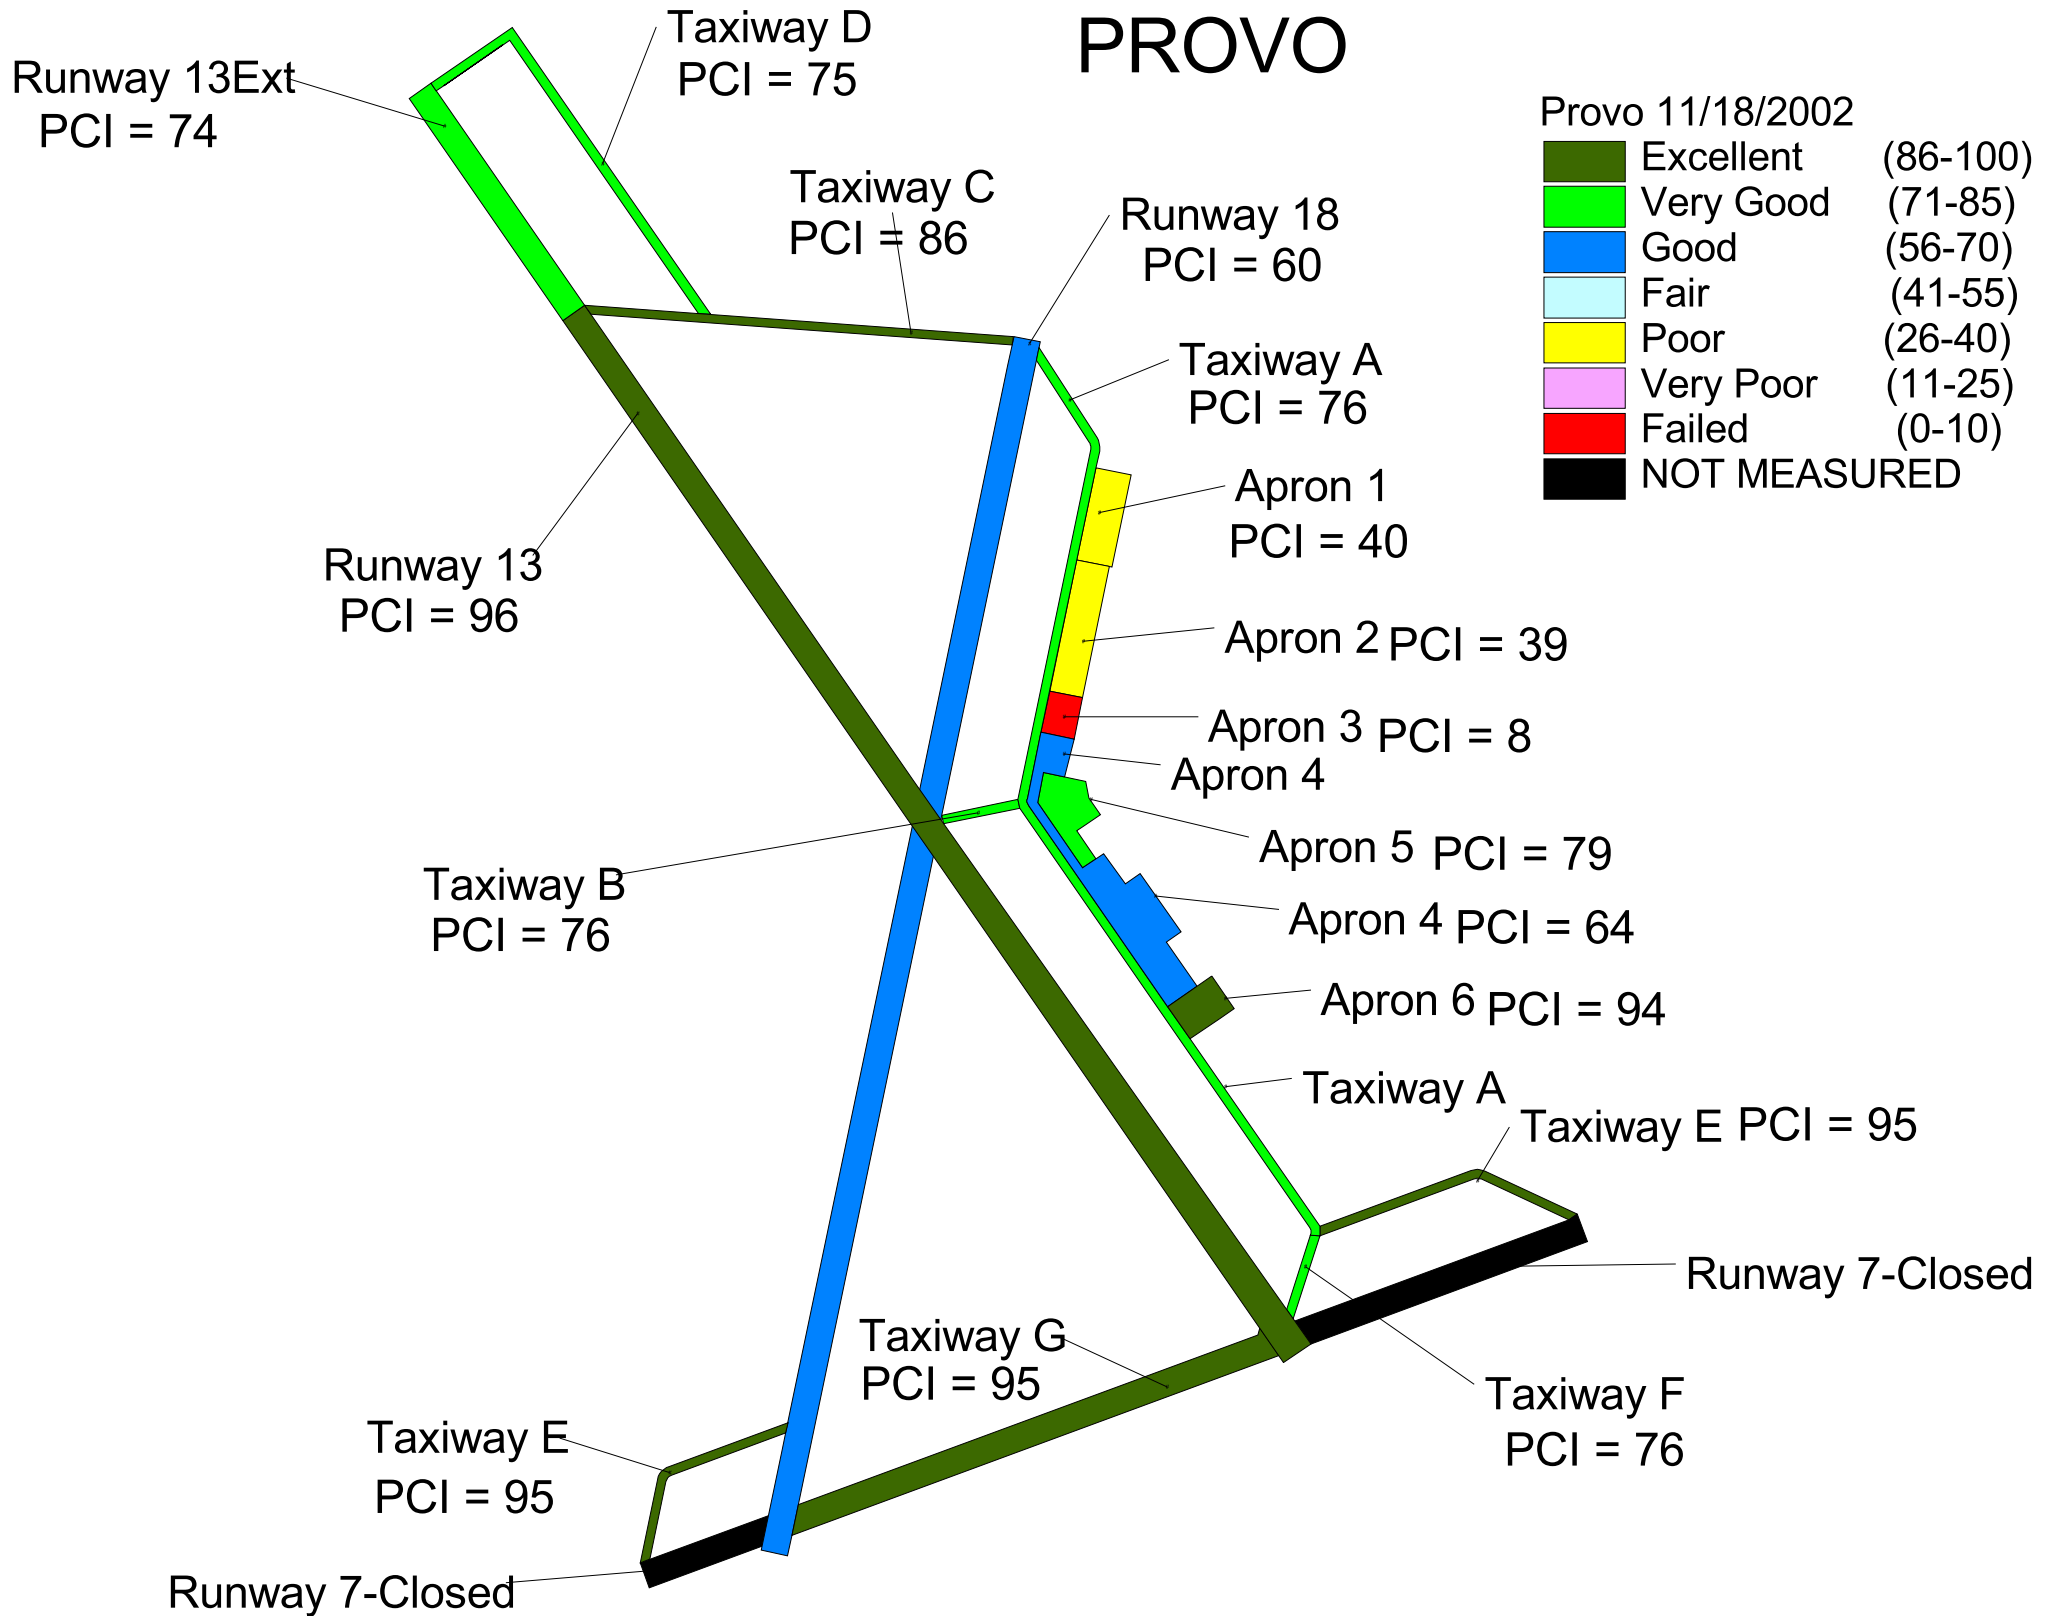 PROVO
Taxiway D
PCI = 75
Runway 13Ext
PCI = 74
Provo 11/18/2002
Excellent (86-100)
Very Good (71-85)
Good (56-70)
Fair (41-55)
Poor (26-40)
Very Poor (11-25)
Failed (0-10)
NOT MEASURED
Taxiway C
PCI = 86
Runway 18
PCI = 60
Taxiway A
PCI = 76
Apron 1
PCI = 40
Runway 13
PCI = 96
Apron 2 PCI = 39
Apron 3 PCI = 8
Apron 4
Apron 5 PCI = 79
Taxiway B
PCI = 76
Apron 4 PCI = 64
Apron 6 PCI = 94
Taxiway A
Taxiway E PCI = 95
Runway 7-Closed
Taxiway G
PCI = 95
Taxiway F
PCI = 76
Taxiway E
PCI = 95
Runway 7-Closed